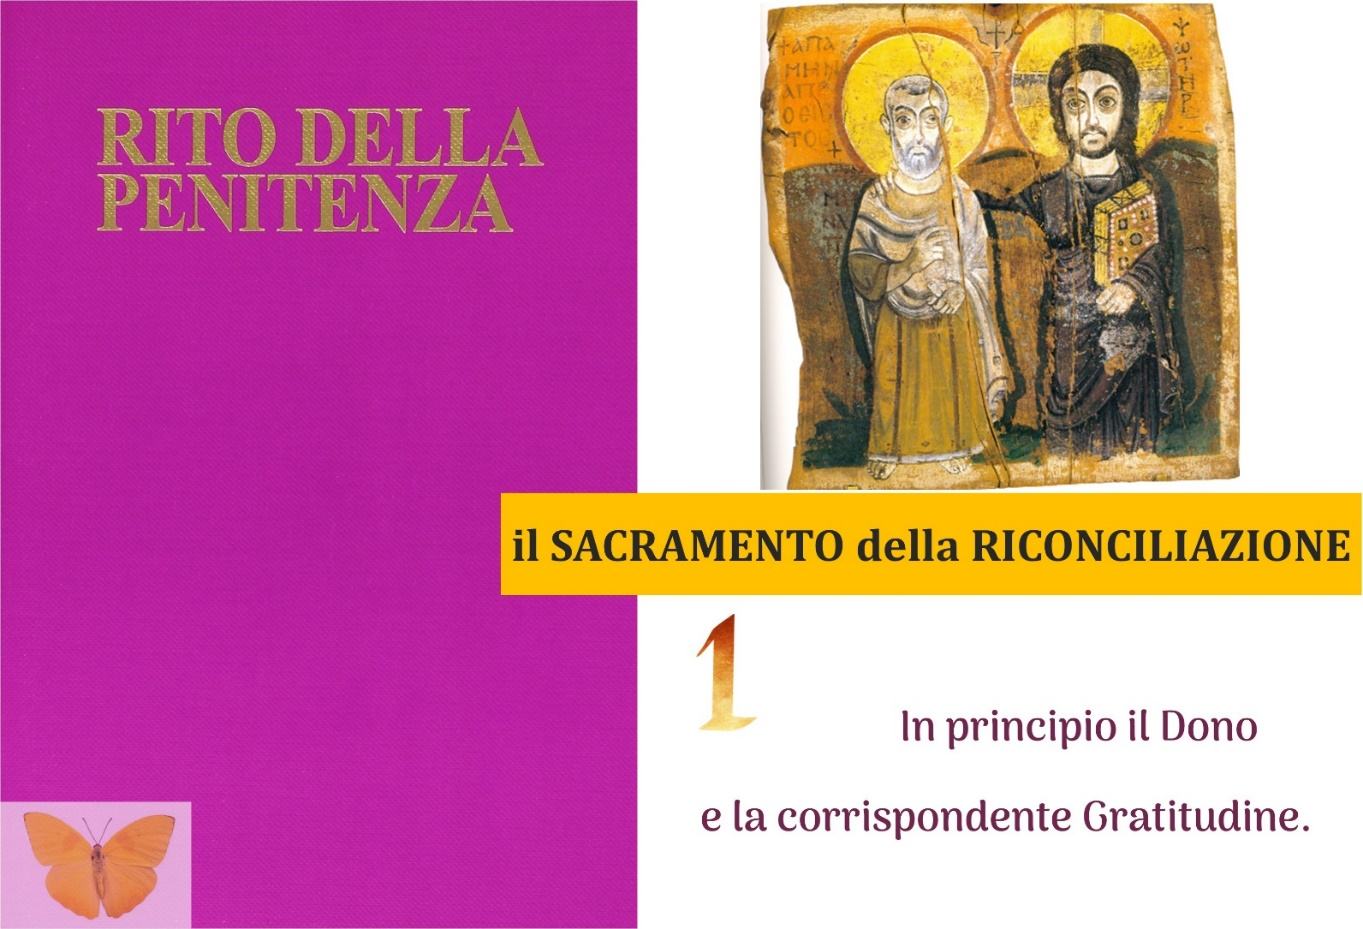 RITO DELLA
PENITENZA
il SACRAMENTO della RICONCILIAZIONE
1
In principio il Dono
e la corrispondente Gratitudine.